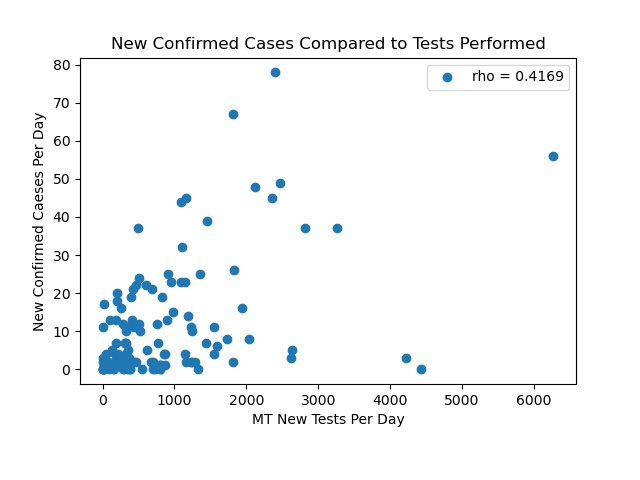 New Confirmed Cases Compared to Tests Performed
rho = 0.4169
80
70
60
50
40
30
20
10
0
New Confirmed Caeses Per Day
0 1000 2000 3000 4000 5000 6000
MT New Tests Per Day